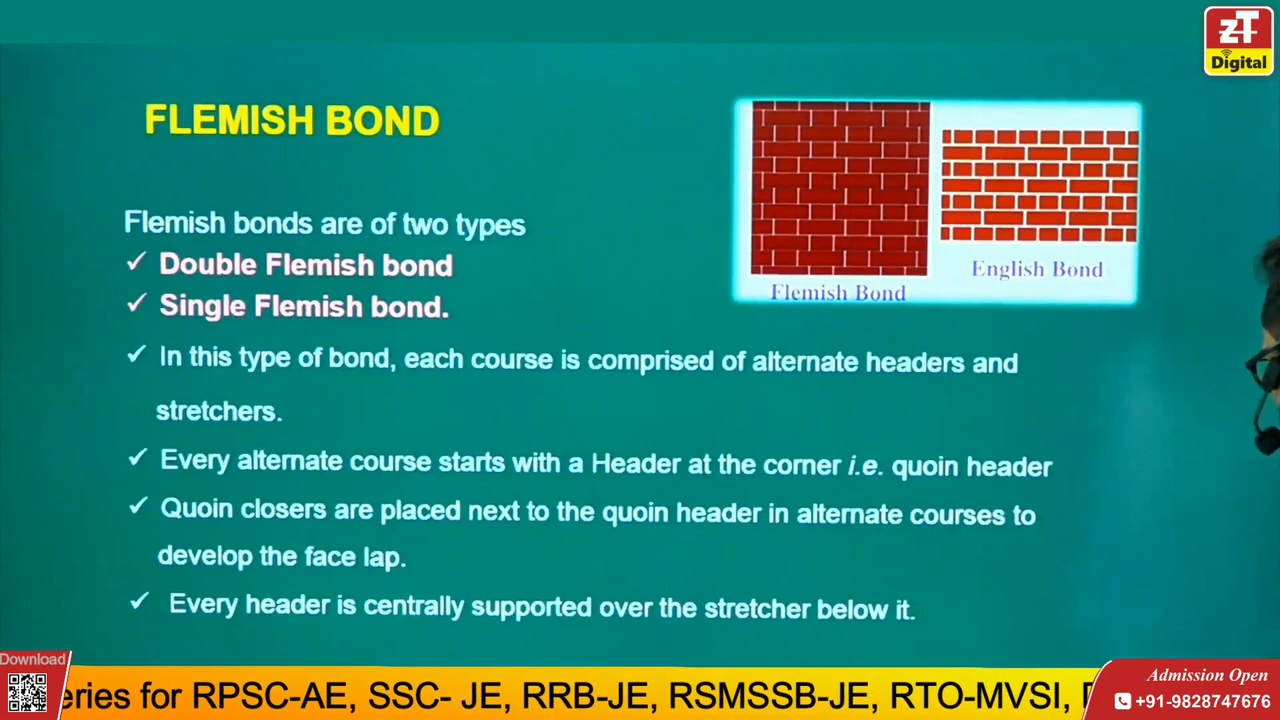 ZT
Digital
FLEMISH BOND
Flemish Bond
English Bond
Flemish bonds are of two types
✓ Double Flemish bond
✓ Single Flemish bond.
✓ In this type of bond, each course is comprised of alternate headers and
stretchers.
✓ Every alternate course starts with a Header at the corner i.e. quoin header
✓ Quoin closers are placed next to the quoin header in alternate courses to
develop the face lap.
✓ Every header is centrally supported over the stretcher below it.
Download
eries for RPSC-AE, SSC- JE, RRB-JE, RSMSSB-JE, RTO-MVSI,
Admission Open
+91-9828747676